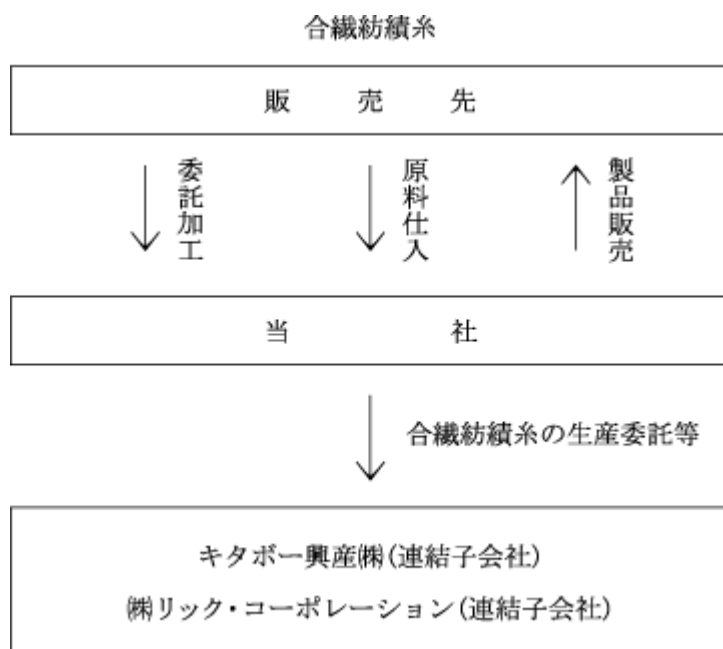 合繊紡績糸
販売先
委託加工
原料仕入
製品販売
当社
合繊紡績糸の生産委託等
キタボー興産㈱(連結子会社)
㈱リック・コーポレーション(連結子会社)